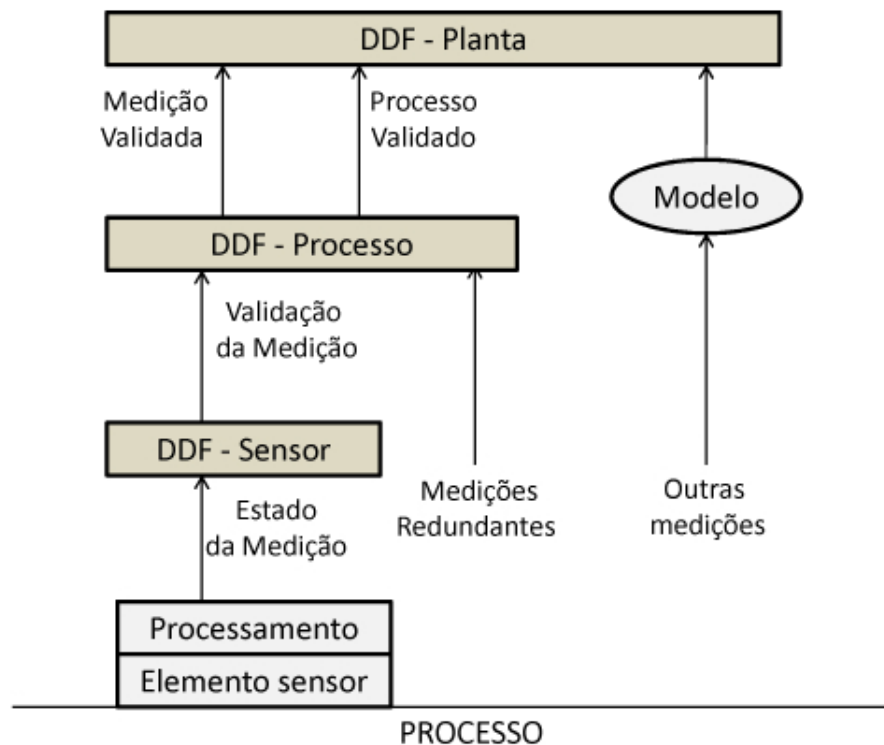 DDF - Planta
Medição
Validada
Processo
Validado
Modelo
DDF - Processo
Validação
da Medição
DDF - Sensor
Medições
Redundantes
Outras
medições
Estado
da Medição
Processamento
Elemento sensor
PROCESSO